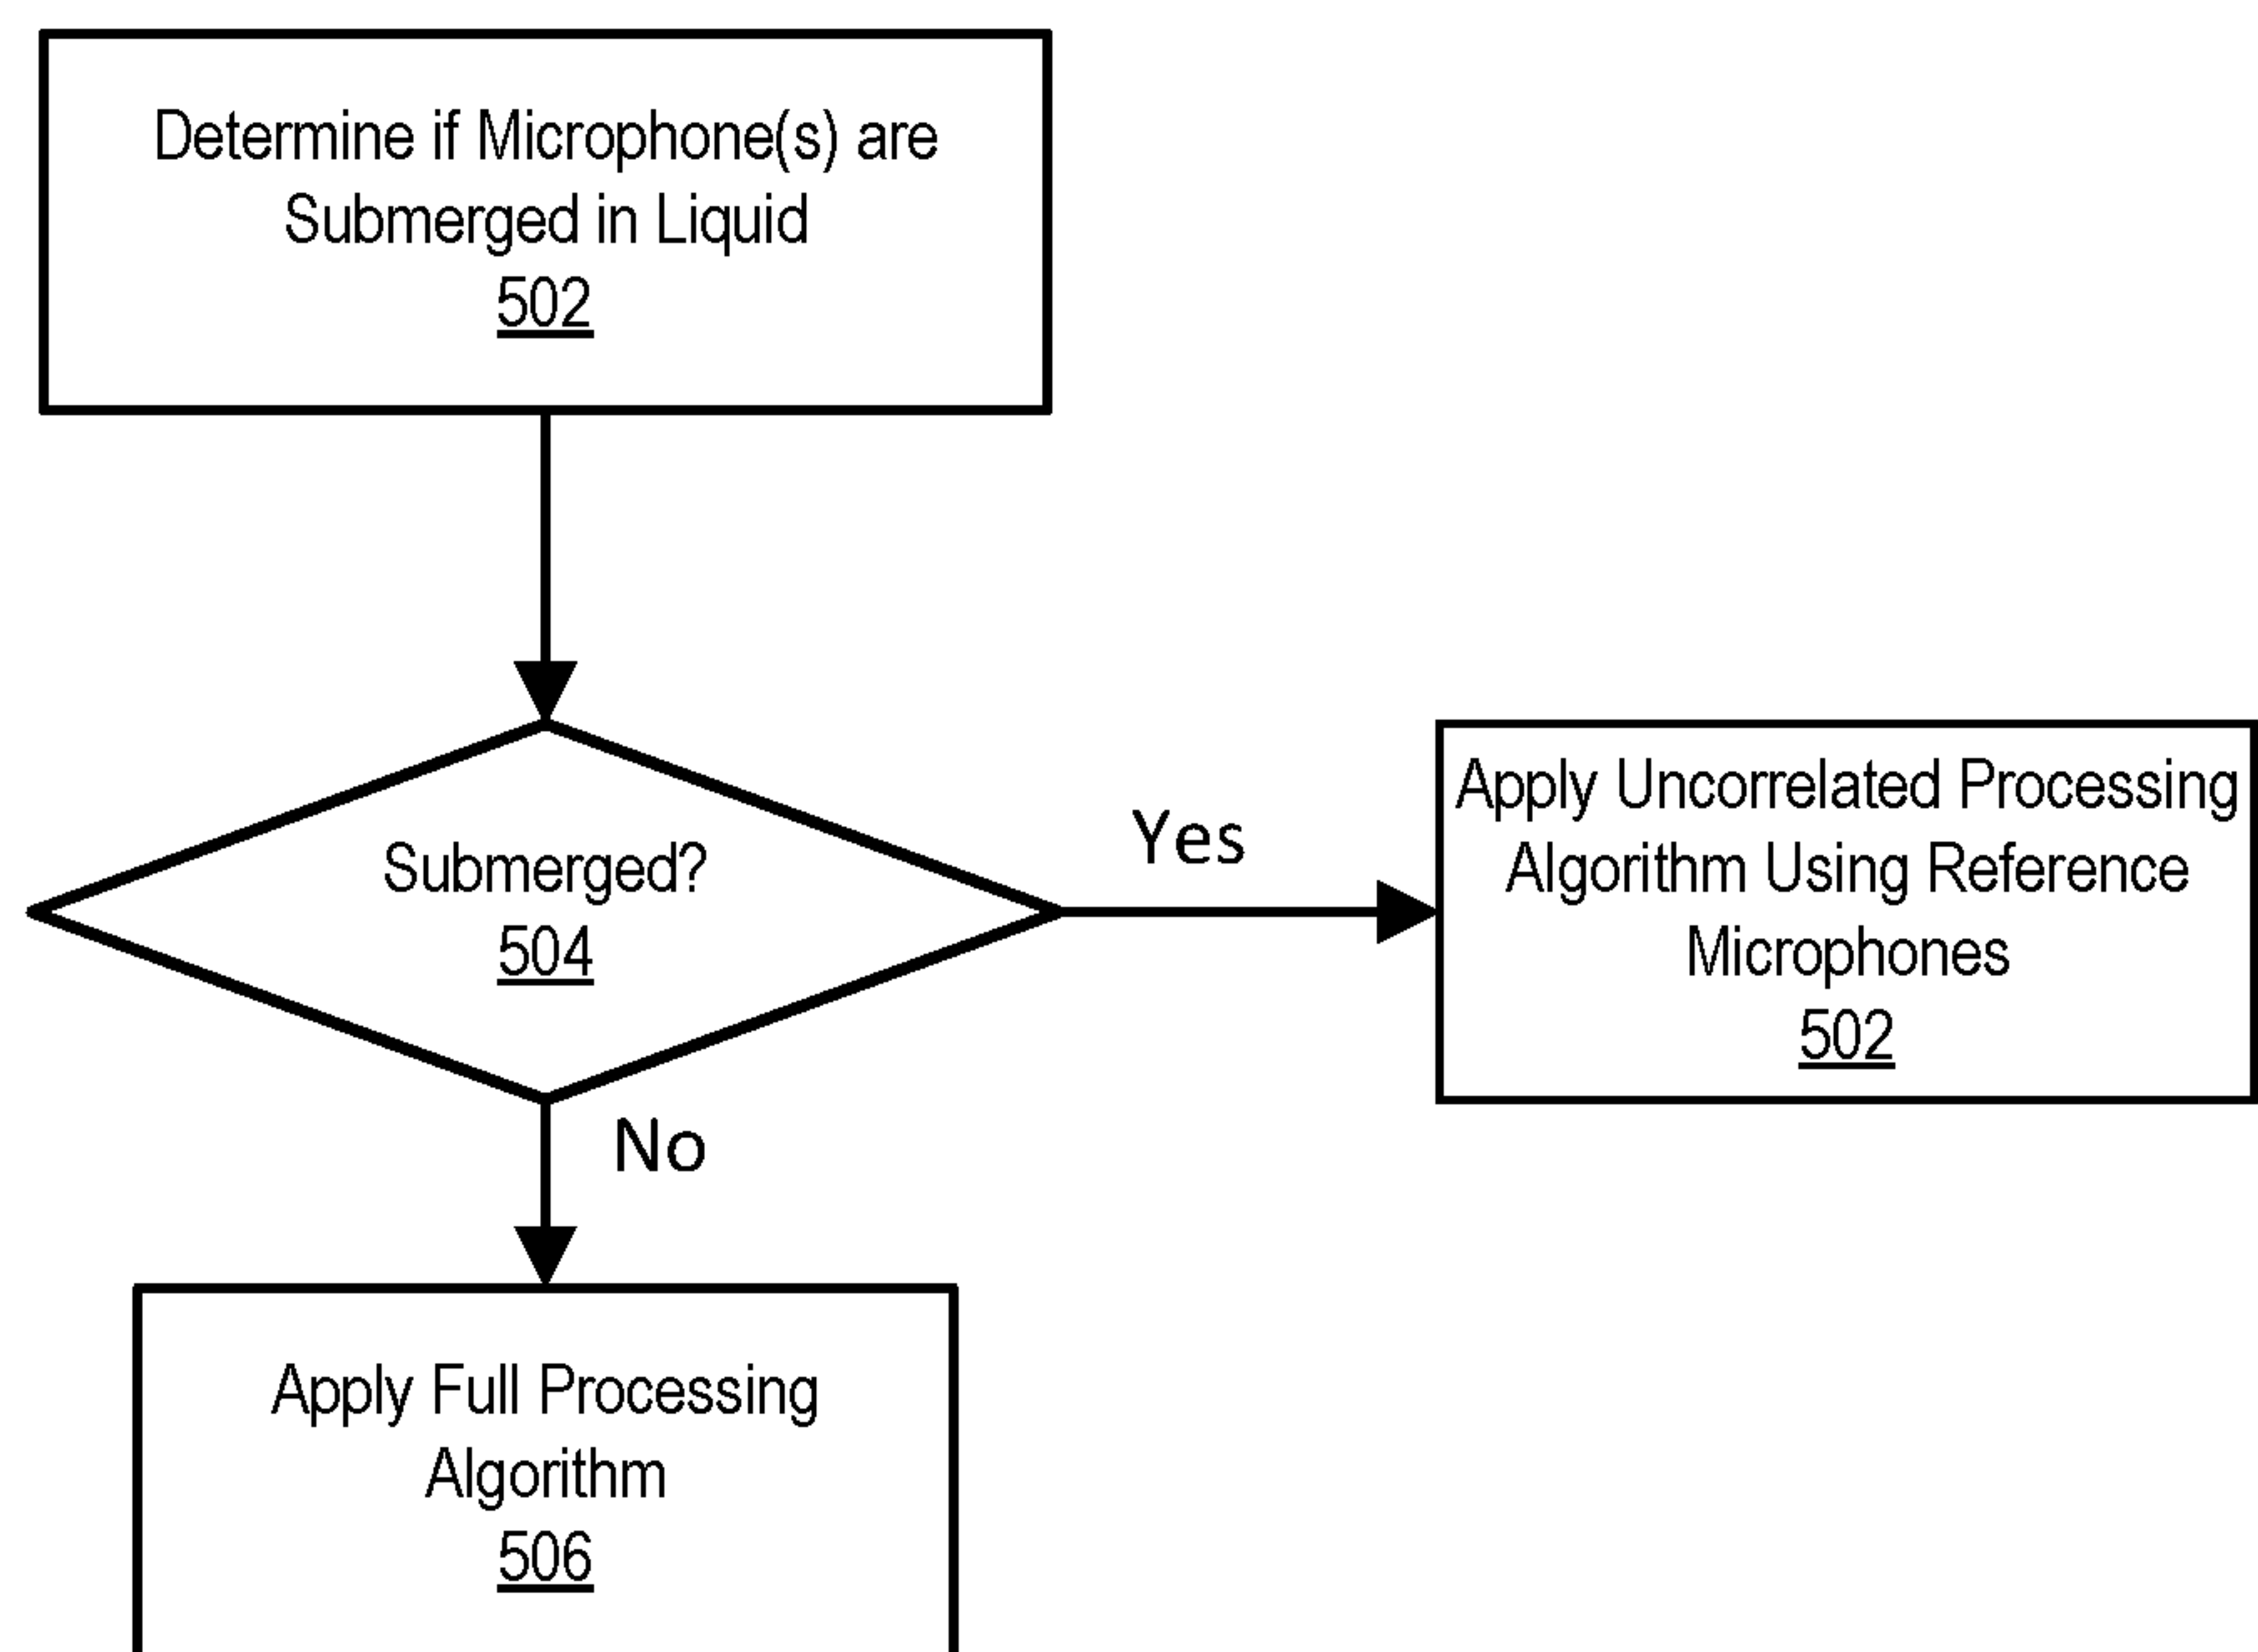 Determine if Microphone(s) are
Submerged in Liquid
502
Submerged?
504
Yes
Apply Uncorrelated Processing
Algorithm Using Reference
Microphones
502
No
Apply Full Processing
Algorithm
506